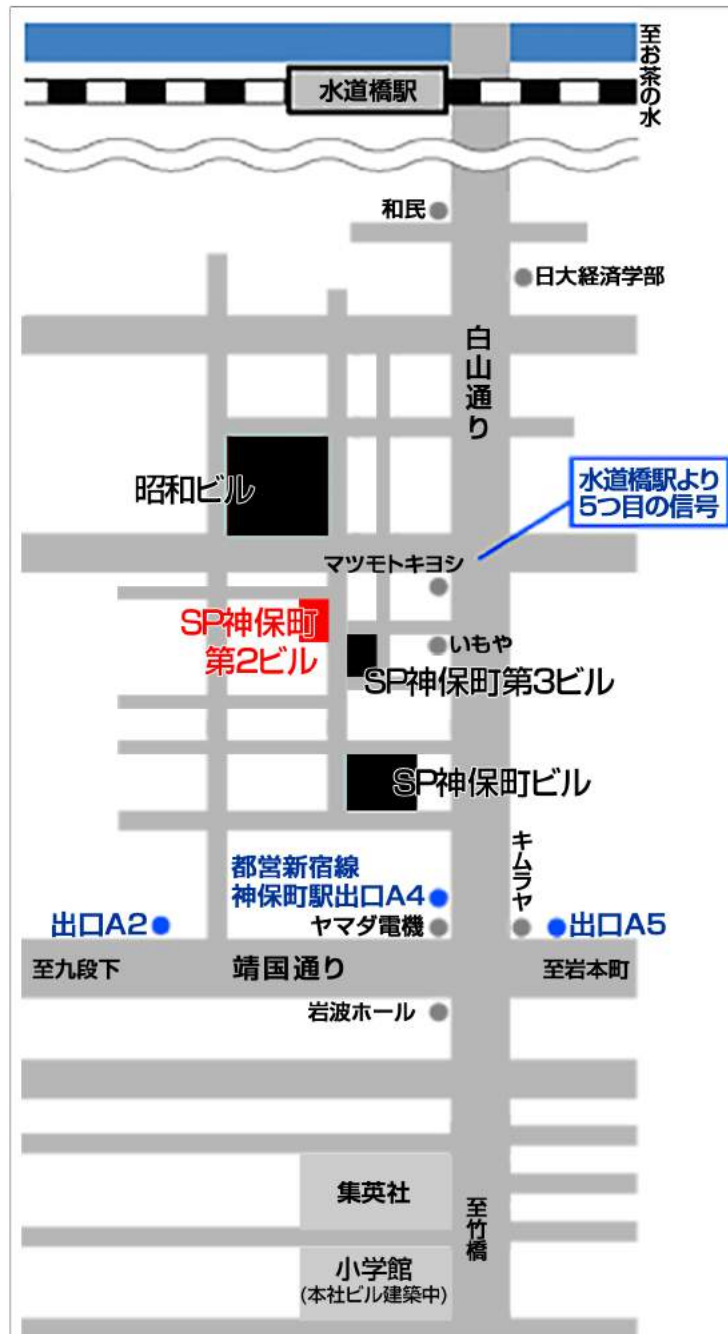 水道橋駅
至お茶の水
和民
日大経済学部
白山通り
水道橋駅より
5つ目の信号
昭和ビル
マツモトキヨシ
SP神保町
第2ビル
いもや
SP神保町第3ビル
SP神保町ビル
キムラヤ
都営新宿線
神保町駅出口A4
出口A2
ヤマダ電機
出口A5
至九段下
靖国通り
至岩本町
岩波ホール
集英社
至竹橋
小学館
(本社ビル建築中)